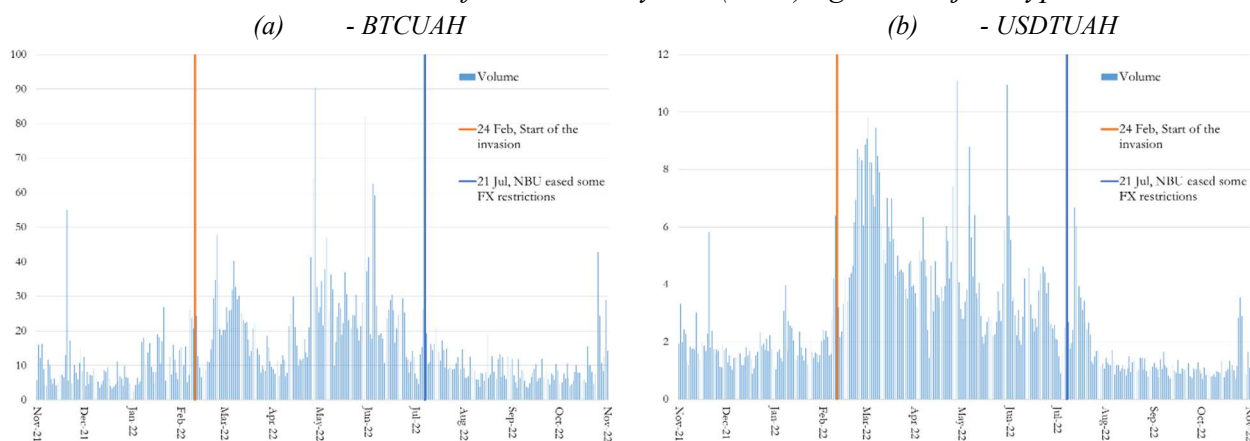 (a) - BTCUAH
(b) - USDTUAH
100
90
80
70
60
50
40
30
20
10
0
Volume
24 Feb, Start of the
invasion
21 Jul, NBU eased some
FX restrictions
Nov-21
Dec-21
Jan-22
Feb-22
Mar-22
Apr-22
May-22
Jun-22
Jul-22
Aug-22
Sep-22
Oct-22
Nov-22
12
10
8
6
4
2
0
Volume
24 Feb, Start of the
invasion
21 Jul, NBU eased some
FX restrictions
Nov-21
Dec-21
Jan-22
Feb-22
Mar-22
Apr-22
May-22
Jun-22
Jul-22
Aug-22
Sep-22
Oct-22